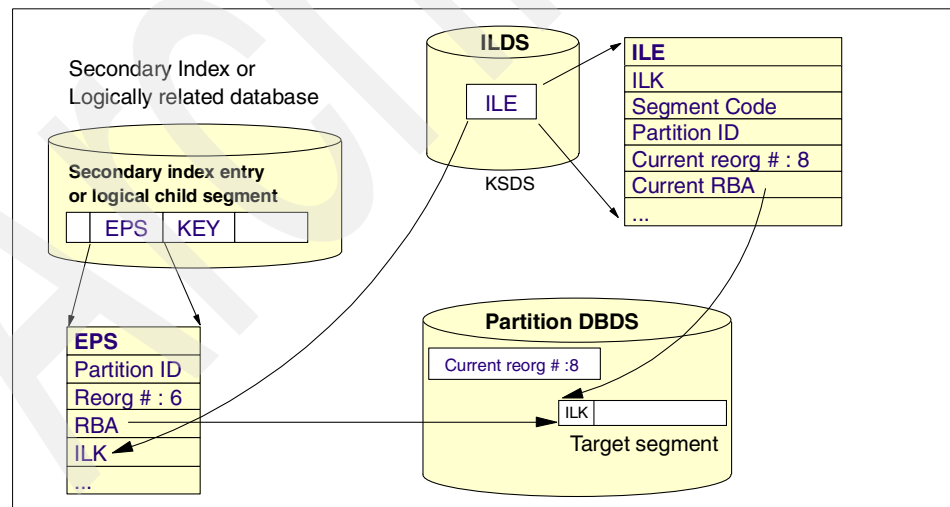 Secondary Index or
Logically related database
Secondary index entry
or logical child segment
EPS KEY
ILDS
ILE
KSDS
ILE
ILK
Segment Code
Partition ID
Current reorg # : 8
Current RBA
...
EPS
Partition ID
Reorg # : 6
RBA
ILK
...
Partition DBDS
Current reorg # :8
ILK
Target segment